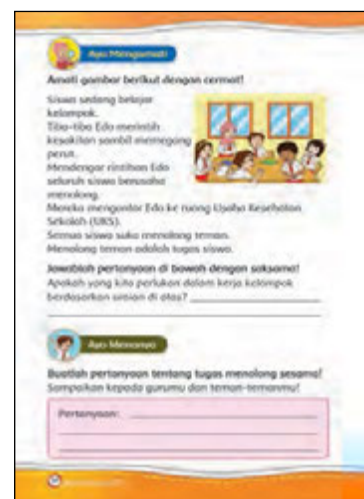 Ayo Mengamati
Amati gambar berikut dengan cermat!
Siswa sedang belajar
kelompok.
Tiba-tiba Edo merintih
kesakitan sambil memegang
perut.
Mendengar rintihan Edo
seluruh siswa berusaha
menolong.
Mereka mengantar Edo ke ruang Usaha Kesehatan
Sekolah (UKS).
Semua siswa suka menolong teman.
Menolong teman adalah tugas siswa.
Jawablah pertanyaan di bawah dengan saksama!
Apakah yang kita perlukan dalam kerja kelompok
berdasarkan uraian di atas?
Ayo Menanya
Buatlah pertanyaan tentang tugas menolong sesama!
Sampaikan kepada gurumu dan teman-temanmu!
Pertanyaan: